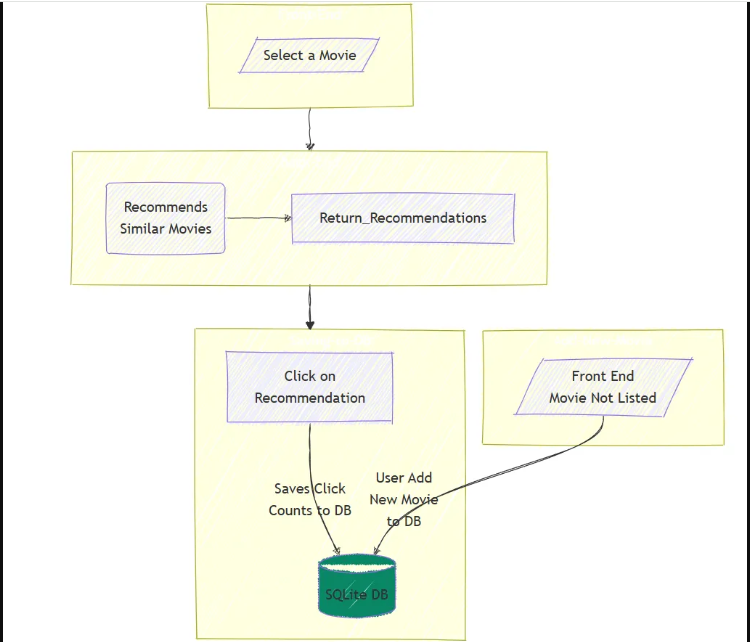 Select a Movie
Recommends
Similar Movies
Return_Recommendations
Click on
Recommendation
Front End
Movie Not Listed
Saves Click
Counts to DB
User Add
New Movie
to DB
SQLite DB